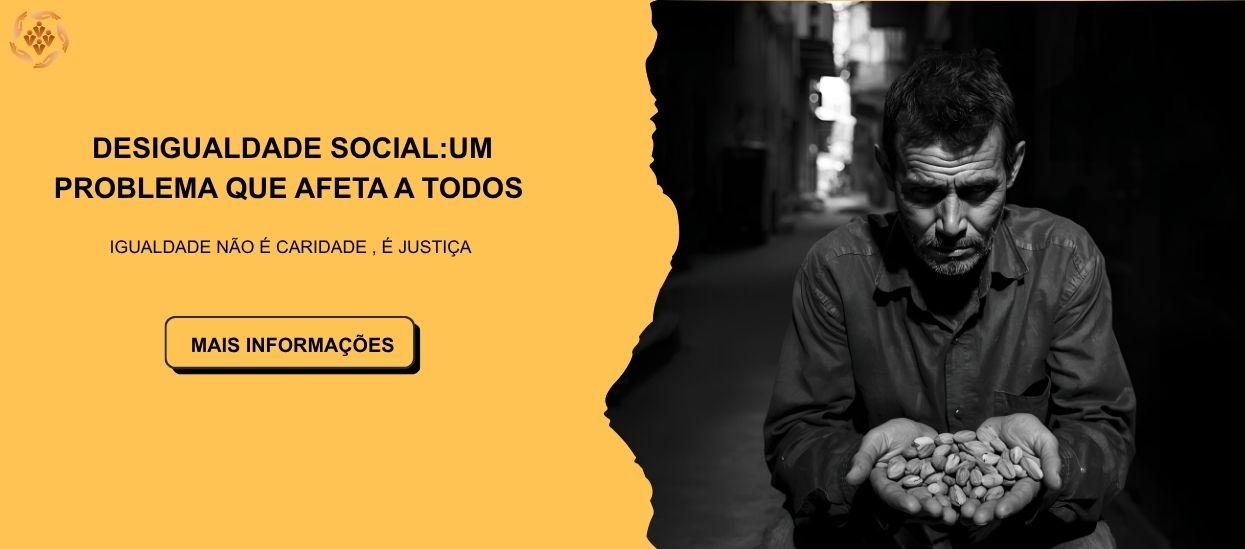 DESIGUALDADE SOCIAL:UM
PROBLEMA QUE AFETA A TODOS
IGUALDADE NÃO É CARIDADE , É JUSTIÇA
MAIS INFORMAÇÕES